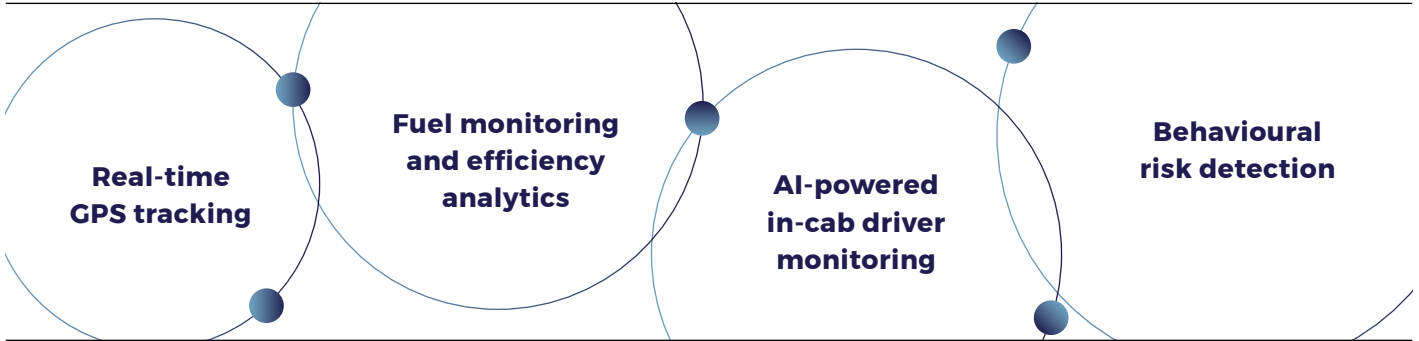 Real-time
GPS tracking
Fuel monitoring
and efficiency
analytics
AI-powered
in-cab driver
monitoring
Behavioural
risk detection